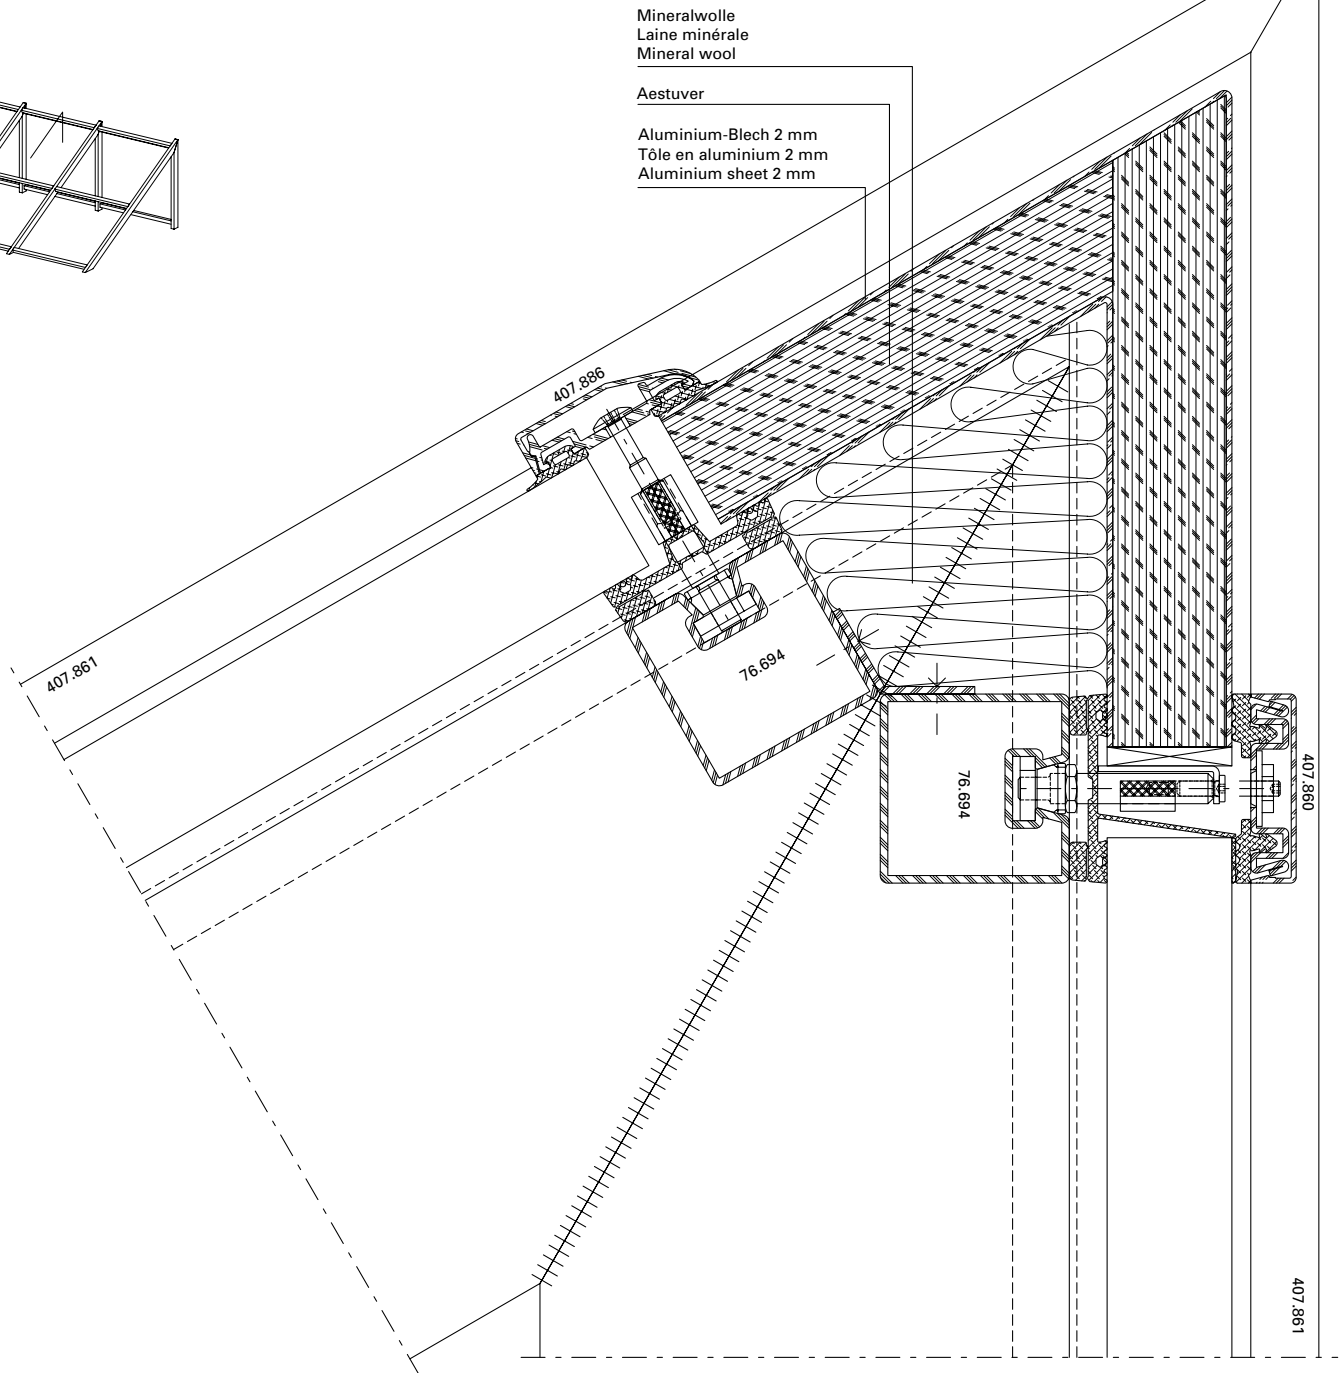 Mineralwolle
Laine minérale
Mineral wool
Aestuver
Aluminium-Blech 2 mm
Tôle en aluminium 2 mm
Aluminium sheet 2 mm
407.886
407.861
76.694
76.694
407.860
407.861